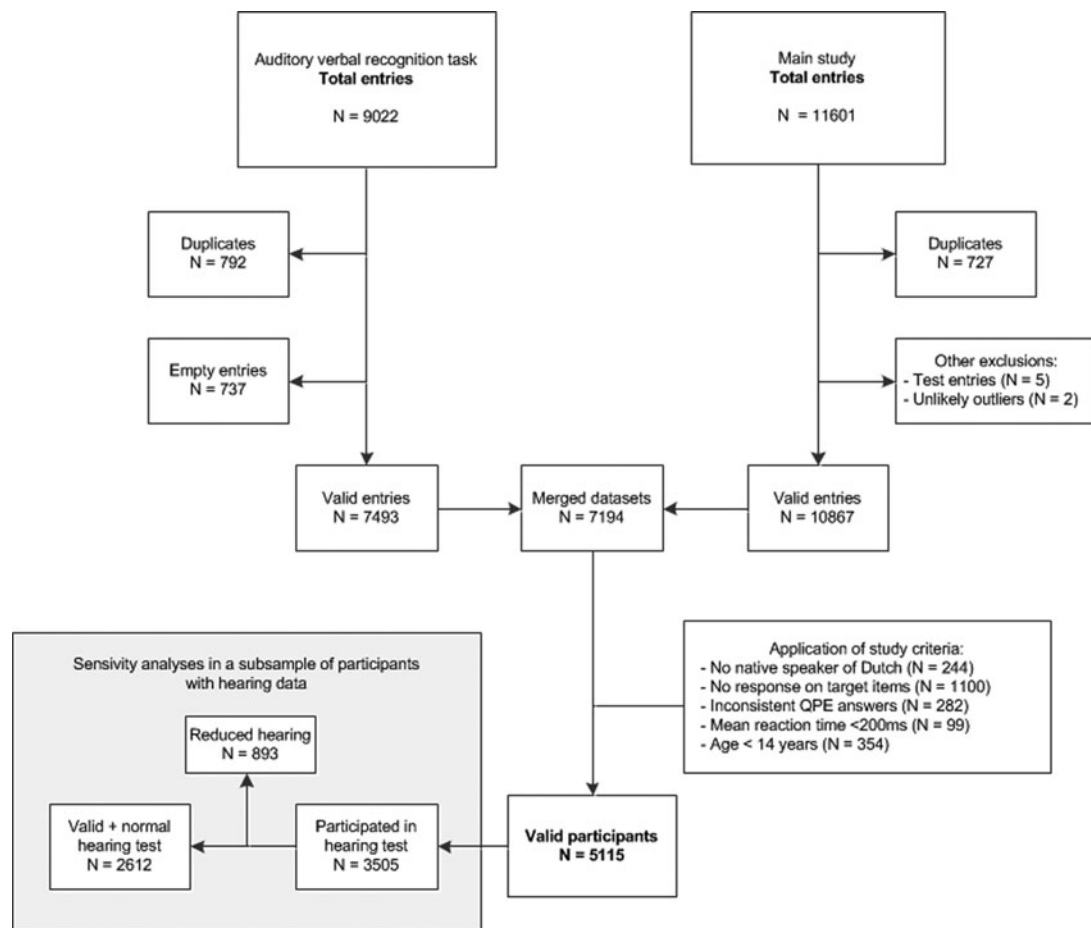 Auditory verbal recognition task
Total entries
N = 9022
Main study
Total entries
N = 11601
Duplicates
N = 792
Duplicates
N = 727
Empty entries
N = 737
Other exclusions:
- Test entries (N = 5)
- Unlikely outliers (N = 2)
Valid entries
N = 7493
Merged datasets
N = 7194
Valid entries
N = 10867
Application of study criteria:
- No native speaker of Dutch (N = 244)
- No response on target items (N = 1100)
- Inconsistent QPE answers (N = 282)
- Mean reaction time <200ms (N = 99)
- Age < 14 years (N = 354)
Sensivity analyses in a subsample of participants
with hearing data
Reduced hearing
N = 893
Valid + normal
hearing test
N = 2612
Participated in
hearing test
N = 3505
Valid participants
N = 5115